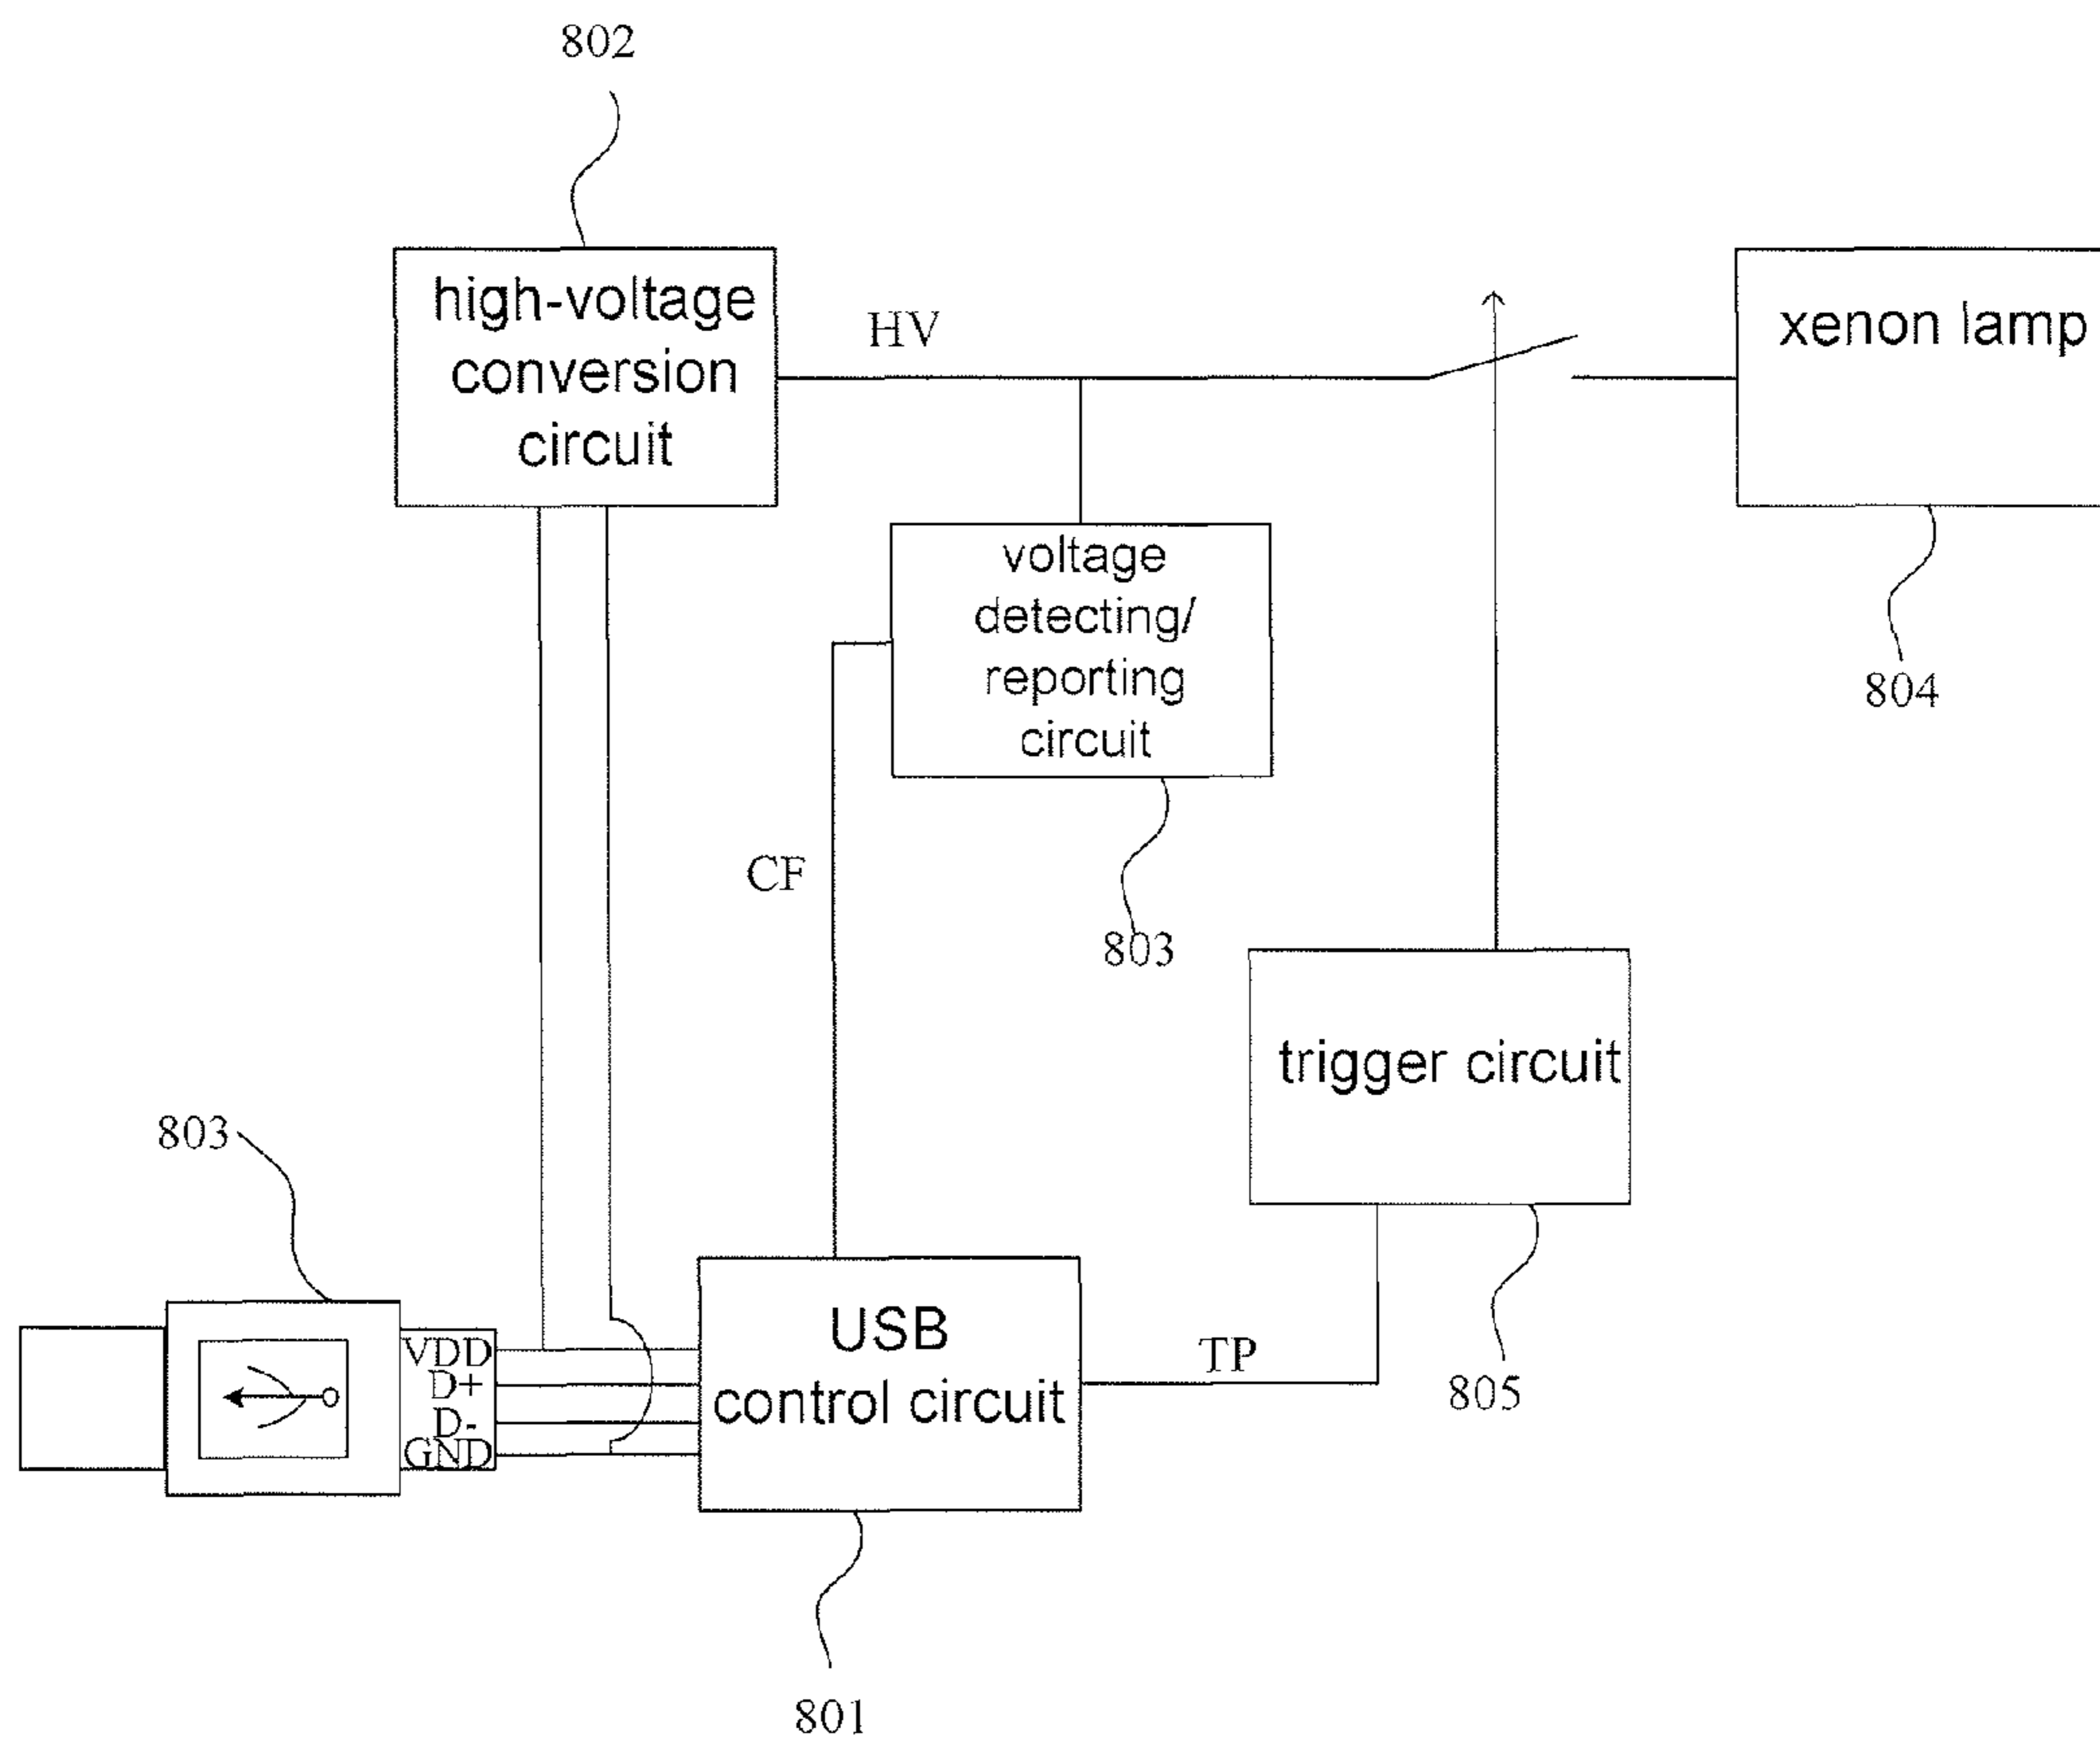 802
high-voltage
conversion
circuit
HV
xenon lamp
voltage
detecting/
reporting
circuit
804
CF
803
trigger circuit
803
VDD
D+
D-
GND
USB
control circuit
TP
805
801